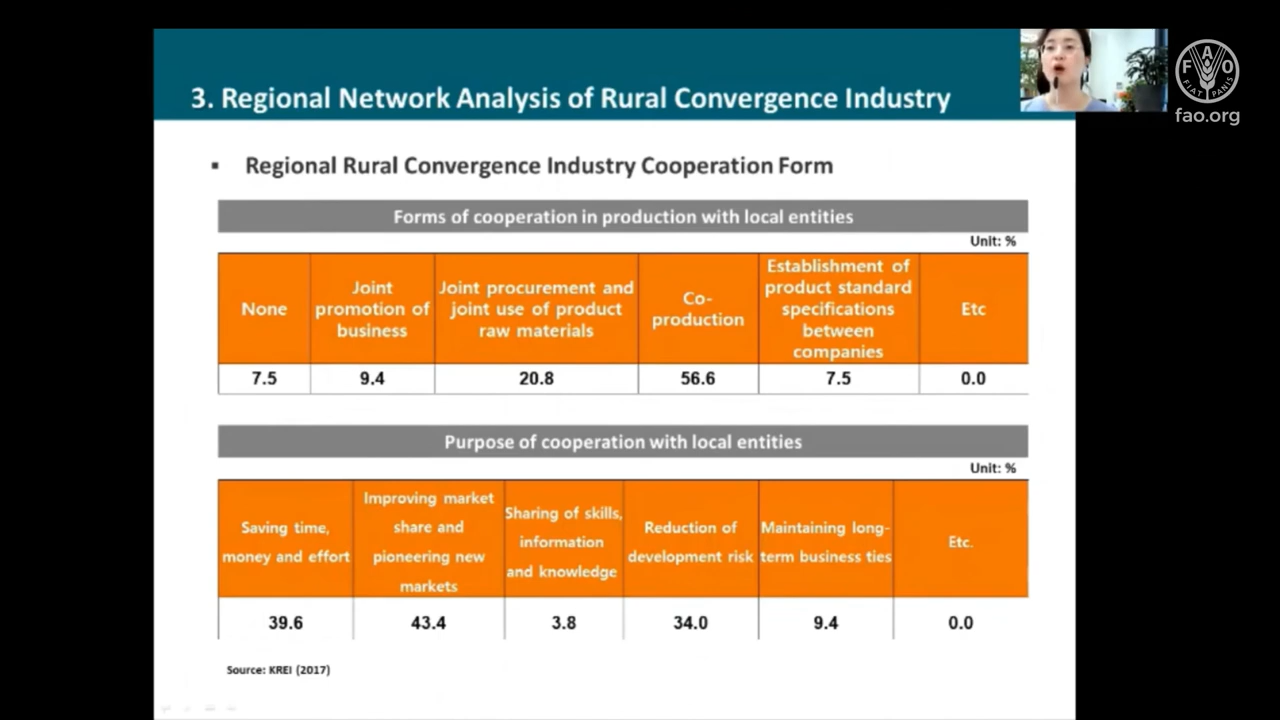 3. Regional Network Analysis of Rural Convergence Industry
FAO
FIAT PANIS
fao.org
▪ Regional Rural Convergence Industry Cooperation Form
Forms of cooperation in production with local entities
Unit: %
None
Joint
promotion of
business
Joint procurement and
joint use of product
raw materials
Co-
production
Establishment of
product standard
specifications
between
companies
Etc
7.5
9.4
20.8
56.6
7.5
0.0
Purpose of cooperation with local entities
Unit: %
Saving time,
money and effort
Improving market
share and
pioneering new
markets
Sharing of skills,
information
and knowledge
Reduction of
development risk
Maintaining long-
term business ties
Etc.
39.6
43.4
3.8
34.0
9.4
0.0
Source: KREI (2017)